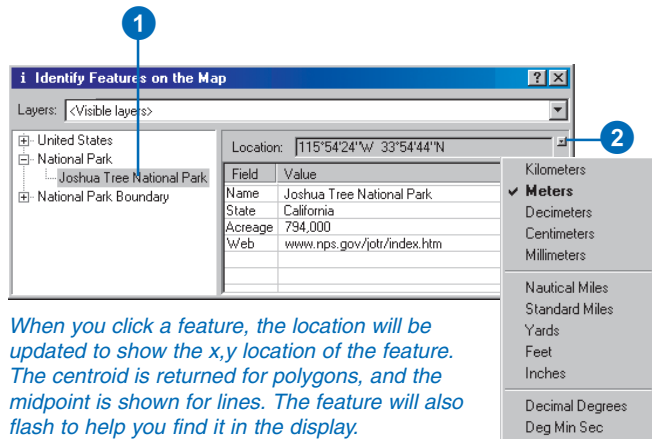 1
i Identify Features on the Map
Layers: <Visible layers>
United States
National Park
Joshua Tree National Park
National Park Boundary
Location: 115°54'24"W 33°54'44"N
2
Field Value
Name Joshua Tree National Park
State California
Acreage 794,000
Web www.nps.gov/jotr/index.htm
Kilometers
Meters
Decimeters
Centimeters
Millimeters
Nautical Miles
Standard Miles
Yards
Feet
Inches
Decimal Degrees
Deg Min Sec
When you click a feature, the location will be
updated to show the x,y location of the feature.
The centroid is returned for polygons, and the
midpoint is shown for lines. The feature will also
flash to help you find it in the display.